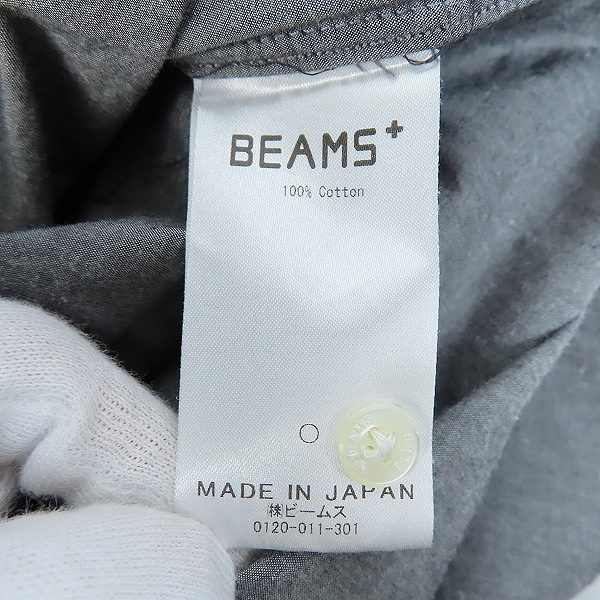 BEAMS+
100% Cotton
MADE IN JAPAN
㈱ビームス
0120-011-301